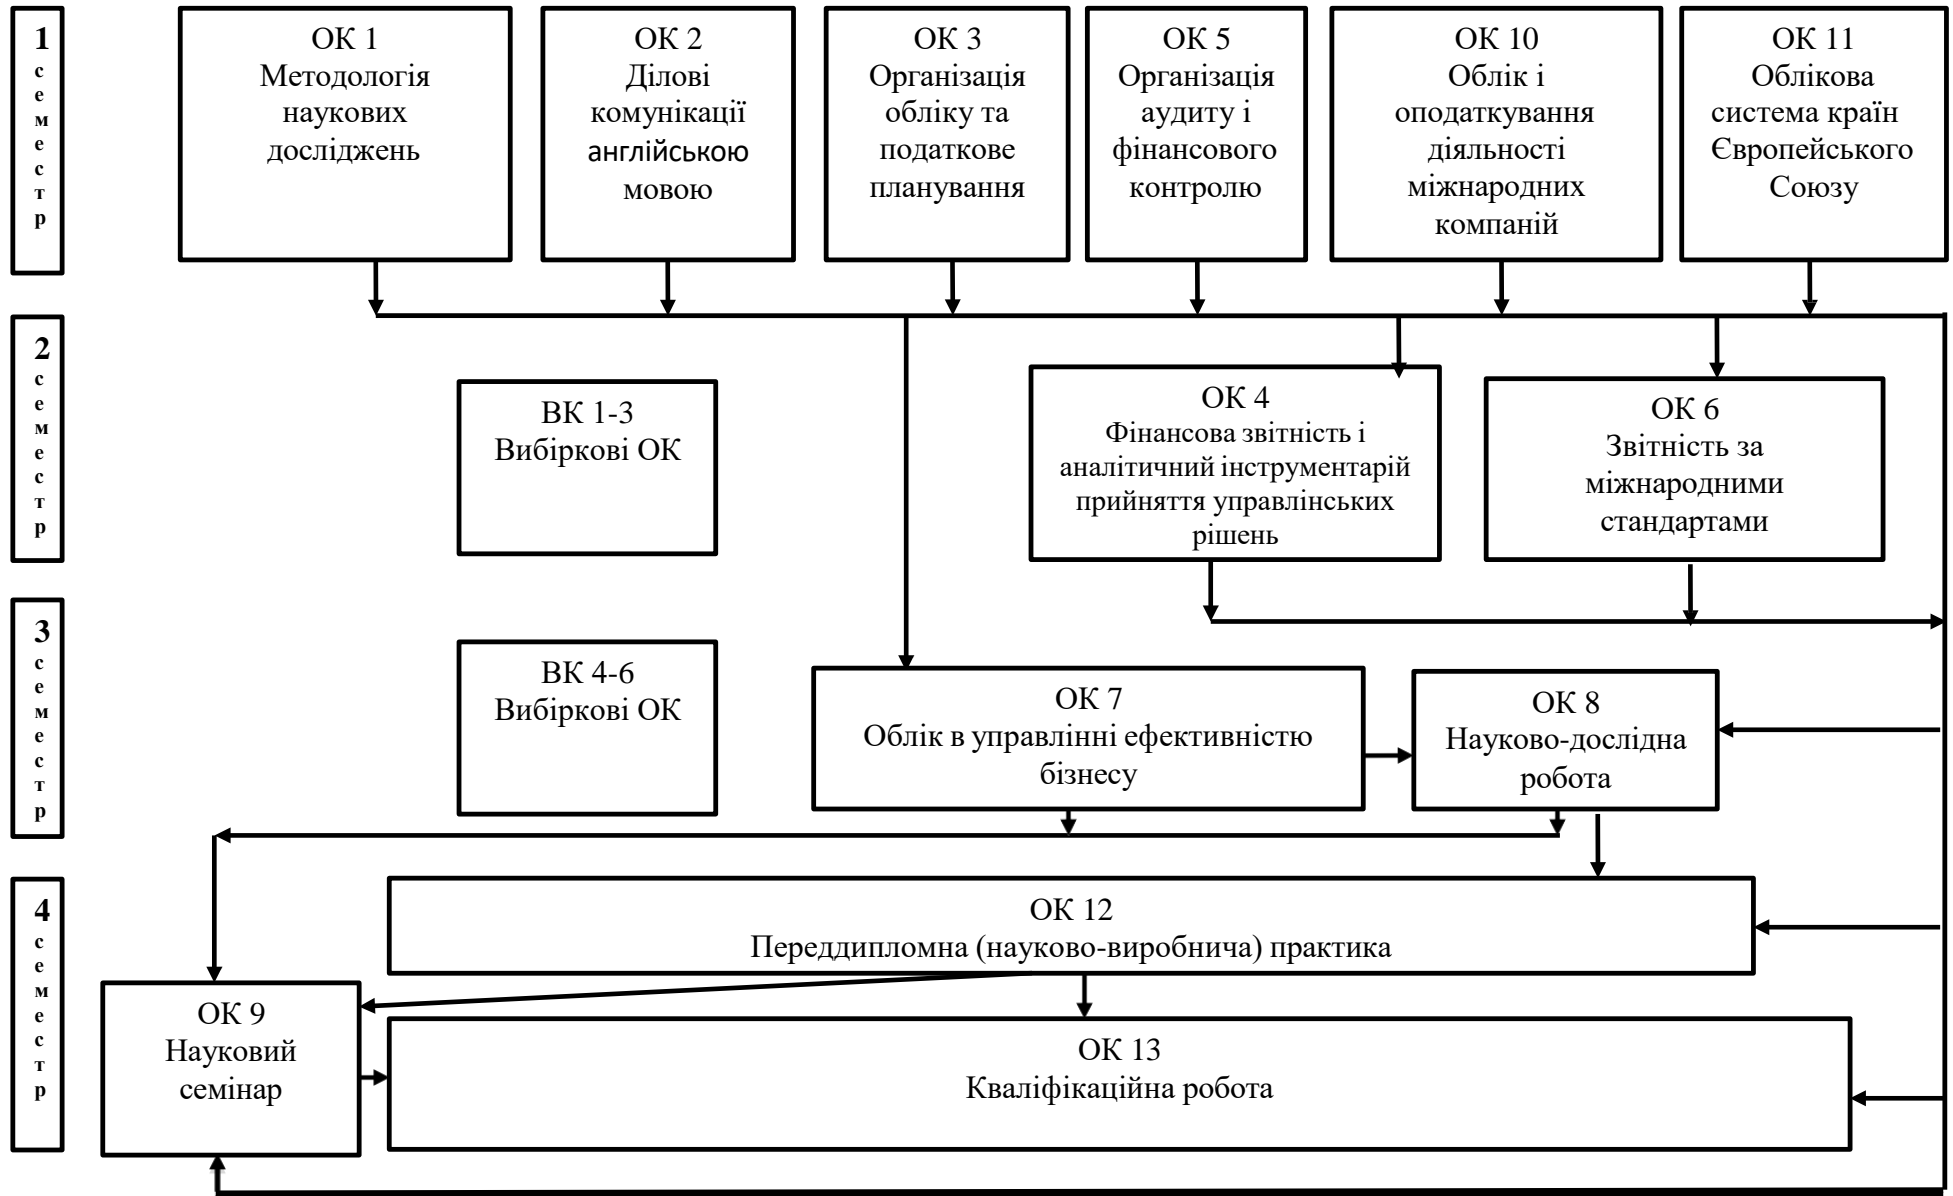 1
с
е
м
е
с
т
р
ОК 1
Методологія
наукових
досліджень
ОК 2
Ділові
комунікації
англійською
мовою
ОК 3
Організація
обліку та
податкове
планування
ОК 5
Організація
аудиту і
фінансового
контролю
ОК 10
Облік і
оподаткування
діяльності
міжнародних
компаній
ОК 11
Облікова
система країн
Європейського
Союзу
2
с
е
м
е
с
т
р
ВК 1-3
Вибіркові ОК
ОК 4
Фінансова звітність і
аналітичний інструментарій
прийняття управлінських
рішень
ОК 6
Звітність за
міжнародними
стандартами
3
с
е
м
е
с
т
р
ВК 4-6
Вибіркові ОК
ОК 7
Облік в управлінні ефективністю
бізнесу
ОК 8
Науково-дослідна
робота
4
с
е
м
е
с
т
р
ОК 12
Переддипломна (науково-виробнича) практика
ОК 9
Науковий
семінар
ОК 13
Кваліфікаційна робота